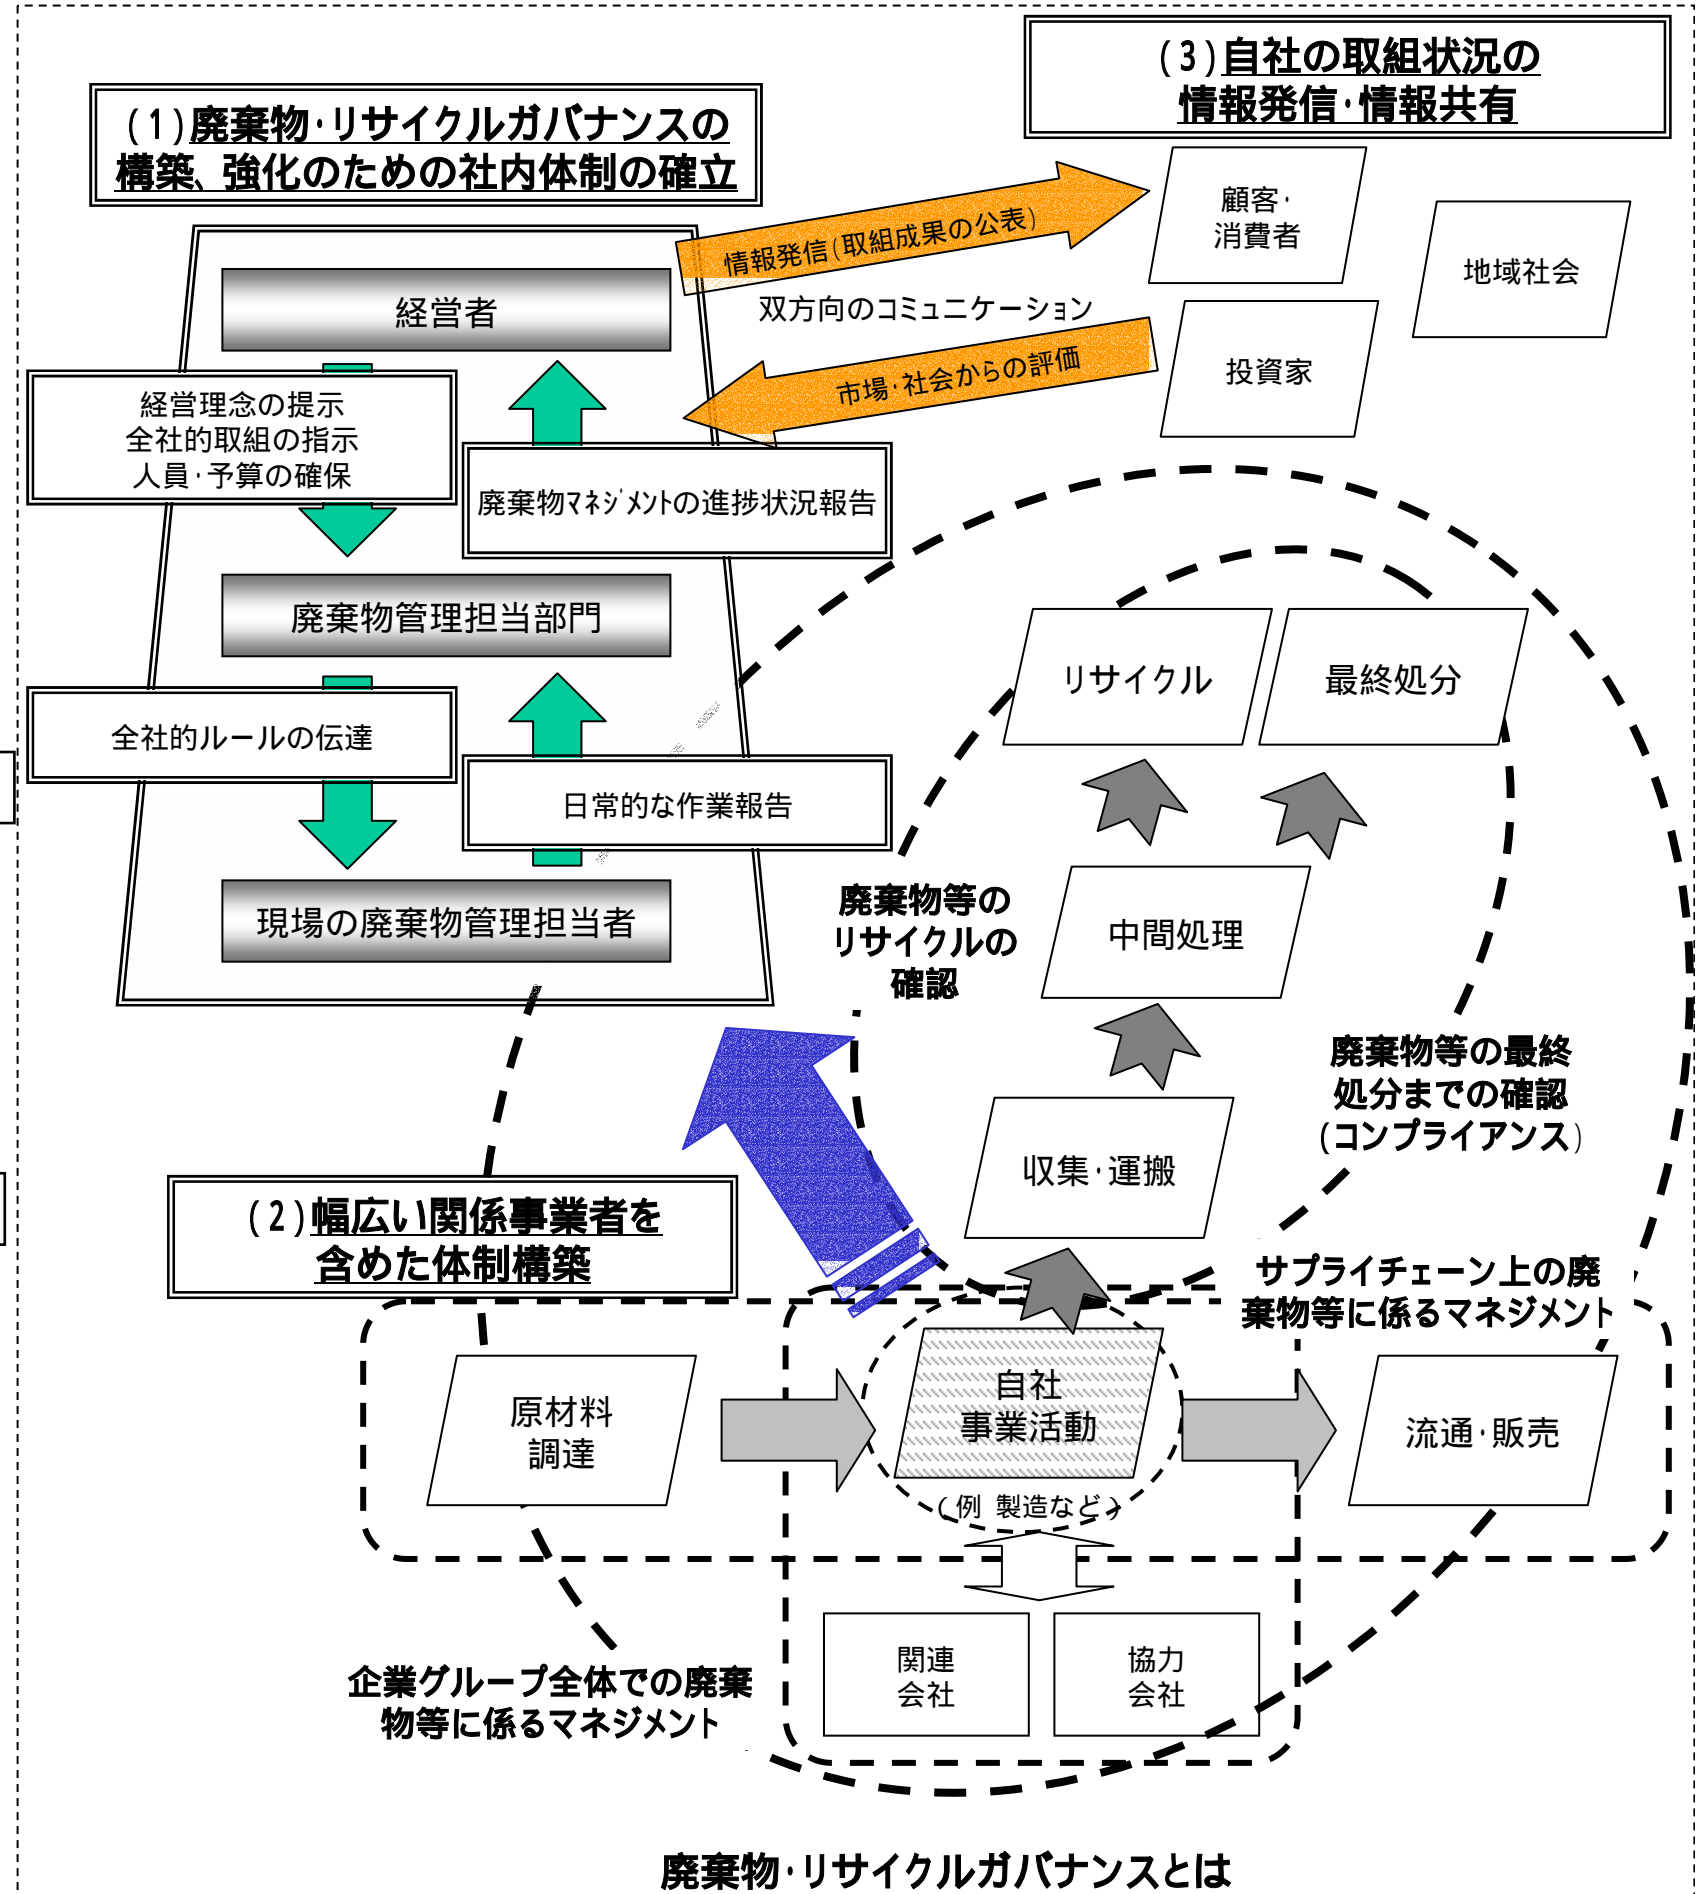 (3)自社の取組状況の
情報発信・情報共有
(1)廃棄物・リサイクルガバナンスの
構築、強化のための社内体制の確立
顧客・
消費者
地域社会
投資家
情報発信(取組成果の公表)
双方向のコミュニケーション
市場・社会からの評価
経営者
経営理念の提示
全社的取組の指示
人員・予算の確保
廃棄物マネジメントの進捗状況報告
廃棄物管理担当部門
全社的ルールの伝達
日常的な作業報告
現場の廃棄物管理担当者
リサイクル
最終処分
中間処理
廃棄物等の
リサイクルの
確認
廃棄物等の最終
処分までの確認
(コンプライアンス)
収集・運搬
(2)幅広い関係事業者を
含めた体制構築
サプライチェーン上の廃
棄物等に係るマネジメント
原材料
調達
自社
事業活動
(例 製造など)
流通・販売
関連
会社
協力
会社
企業グループ全体での廃棄
物等に係るマネジメント
廃棄物・リサイクルガバナンスとは